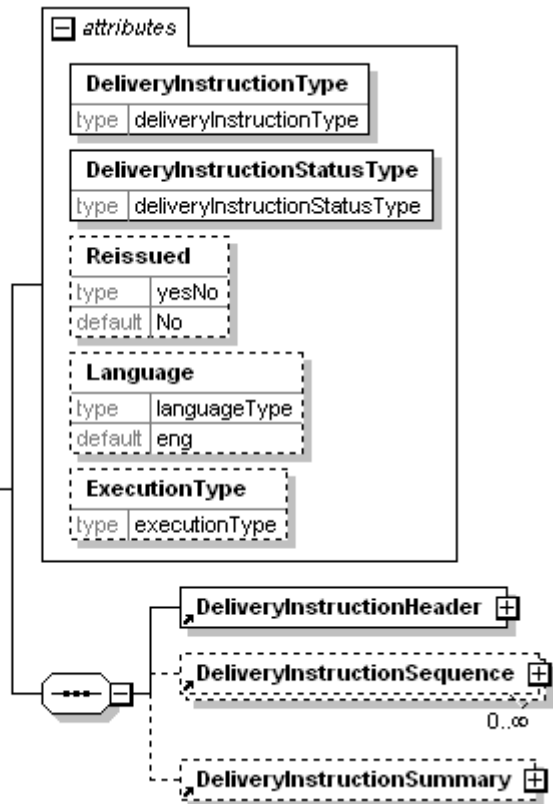 attributes
DeliveryInstructionType
type deliveryInstructionType
DeliveryInstructionStatusType
type deliveryInstructionStatusType
Reissued
type yesNo
default No
Language
type languageType
default eng
ExecutionType
type executionType
DeliveryInstructionHeader
DeliveryInstructionSequence
0..∞
DeliveryInstructionSummary